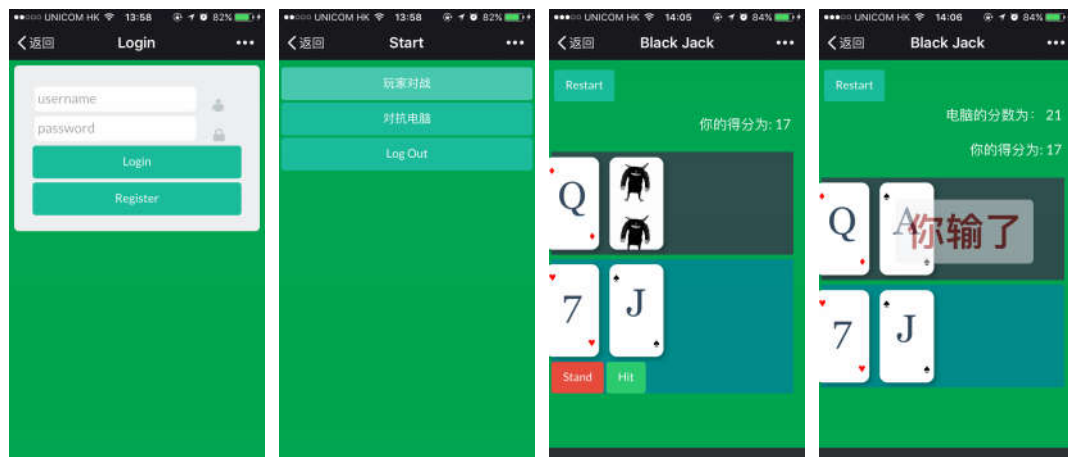 ●●○○○ UNICOM HK 13:58 82%
返回 Login •••
username
password
Login
Register
●●○○○ UNICOM HK 13:58 82%
返回 Start •••
玩家对战
对抗电脑
Log Out
●●●○○ UNICOM HK 14:05 84%
返回 Black Jack •••
Restart
你的得分为: 17
Q
7 J
Stand Hit
●●●○○ UNICOM HK 14:06 84%
返回 Black Jack •••
Restart
电脑的分数为: 21
你的得分为: 17
Q A
你输了
7 J